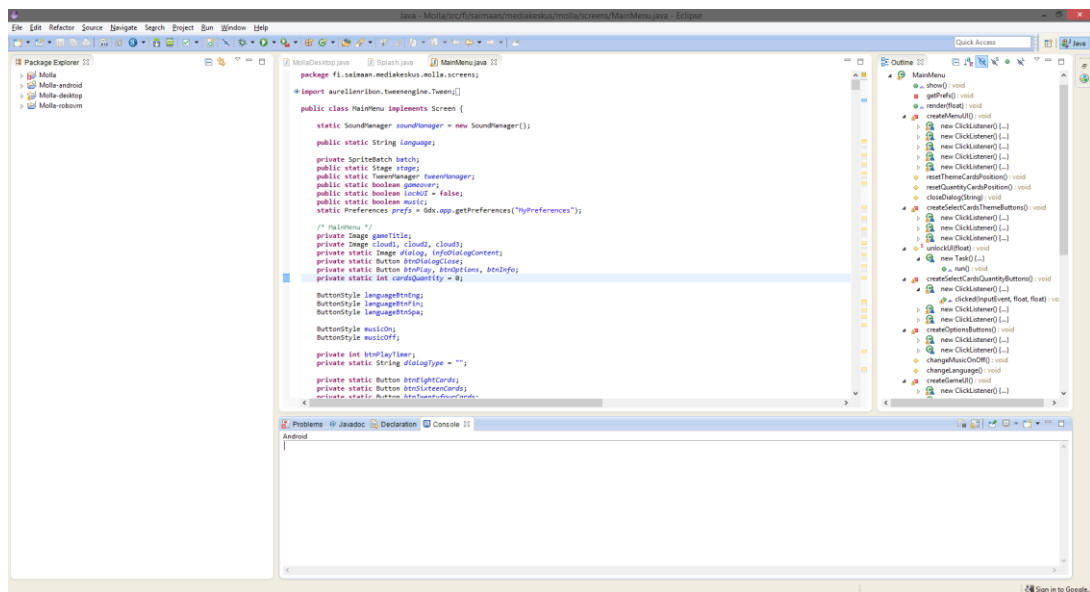 Java - Molla/src/fi/saimaan/mediakeskus/molla/screens/MainMenu.java - Eclipse
File Edit Refactor Source Navigate Search Project Run Window Help
Quick Access
Java
Package Explorer
Molla
Molla-android
Molla-desktop
Molla-robovm
MollaDesktop.java Splash.java MainMenu.java
package fi.saimaan.mediakeskus.molla.screens;
import aurelienribon.tweenengine.Tween;
public class MainMenu implements Screen {
static SoundManager soundManager = new SoundManager();
public static String language;
private SpriteBatch batch;
public static Stage stage;
public static TweenManager tweenManager;
public static boolean gameover;
public static boolean lockUI = false;
public static boolean music;
static Preferences prefs = Gdx.app.getPreferences("MyPreferences");
/* MainMenu */
private Image gameTitle;
private Image cloud1, cloud2, cloud3;
private static Image dialog, infoDialogContent;
private static Button btnDialogClose;
private static Button btnPlay, btnOptions, btnInfo;
private static int cardsQuantity = 0;
ButtonStyle languageBtnEng;
ButtonStyle languageBtnFin;
ButtonStyle languageBtnSpa;
ButtonStyle musicOn;
ButtonStyle musicOff;
private int btnPlayTimer;
private static String dialogType = "";
private static Button btnEightCards;
private static Button btnSixteenCards;
private static Button btnTwentyfourCards;
Outline
MainMenu
show() : void
getPrefs() : void
render(float) : void
createMenuUI() : void
new ClickListener() {...}
new ClickListener() {...}
new ClickListener() {...}
new ClickListener() {...}
new ClickListener() {...}
resetThemeCardsPosition() : void
resetQuantityCardsPosition() : void
closeDialog(String) : void
createSelectCardsThemeButtons() : void
new ClickListener() {...}
new ClickListener() {...}
new ClickListener() {...}
unlockUI(float) : void
new Task() {...}
run() : void
createSelectCardsQuantityButtons() : void
new ClickListener() {...}
clicked(InputEvent, float, float) : vo
new ClickListener() {...}
new ClickListener() {...}
createOptionsButtons() : void
new ClickListener() {...}
new ClickListener() {...}
changeMusicOnOff() : void
changeLanguage() : void
createGameUI() : void
new ClickListener() {...}
Problems Javadoc Declaration Console
Android
Sign in to Google...